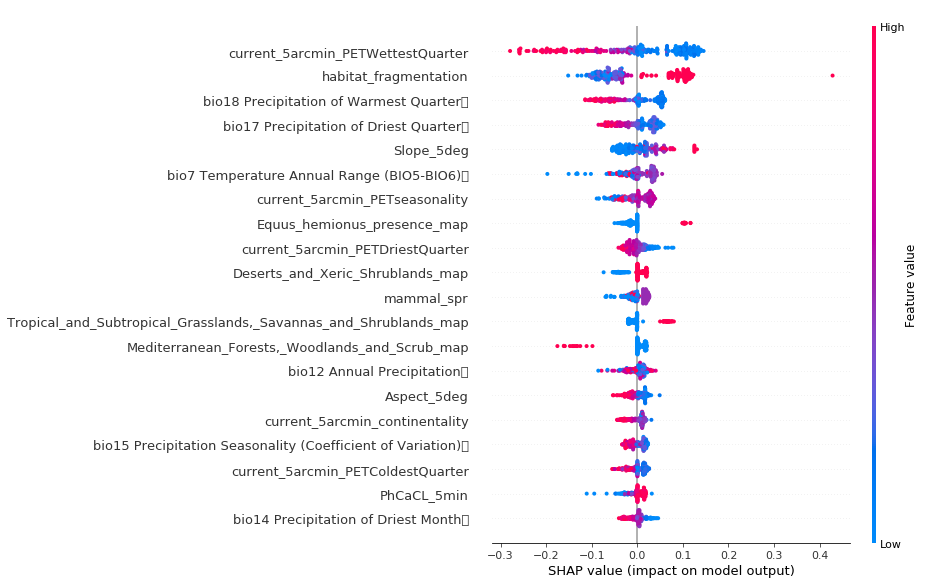 High
current_5arcmin_PETWettestQuarter
habitat_fragmentation
bio18 Precipitation of Warmest Quarter
bio17 Precipitation of Driest Quarter
Slope_5deg
bio7 Temperature Annual Range (BIO5-BIO6)
current_5arcmin_PETseasonality
Equus_hemionus_presence_map
current_5arcmin_PETDriestQuarter
Deserts_and_Xeric_Shrublands_map
mammal_spr
Tropical_and_Subtropical_Grasslands,_Savannas_and_Shrublands_map
Mediterranean_Forests,_Woodlands_and_Scrub_map
bio12 Annual Precipitation
Aspect_5deg
current_5arcmin_continentality
bio15 Precipitation Seasonality (Coefficient of Variation)
current_5arcmin_PETColdestQuarter
PhCaCL_5min
bio14 Precipitation of Driest Month
Feature value
Low
−0.3 −0.2 −0.1 0.0 0.1 0.2 0.3 0.4
SHAP value (impact on model output)